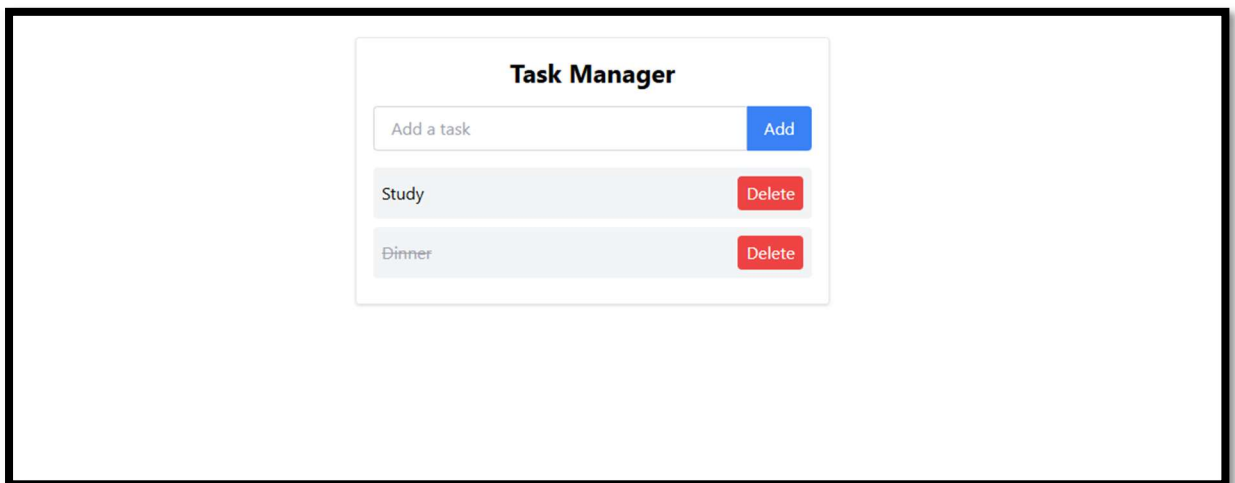 Task Manager
Add a task Add
Study Delete
Dinner Delete